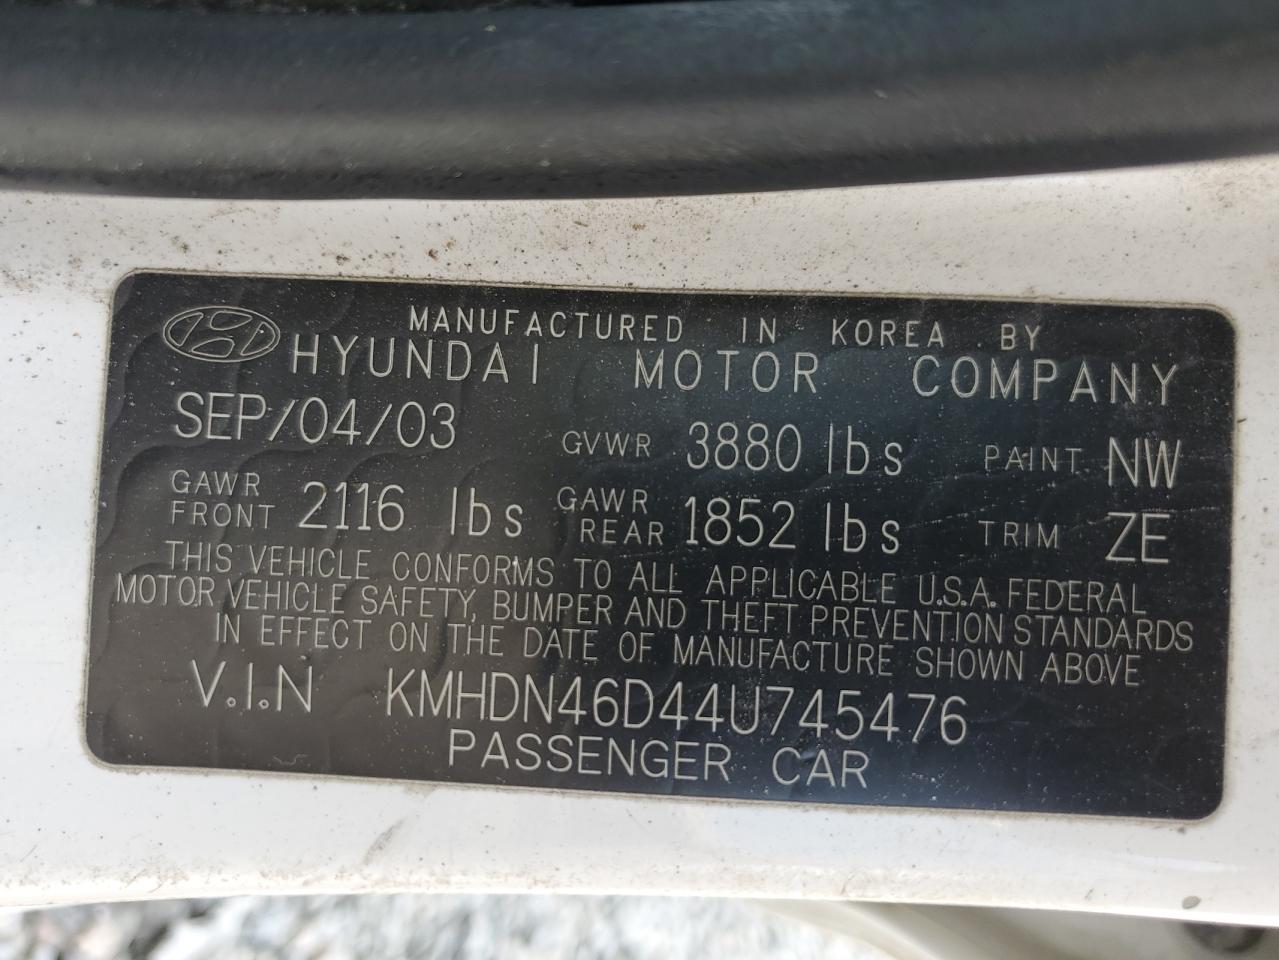 MANUFACTURED IN KOREA BY
HYUNDAI MOTOR COMPANY
SEP/04/03 GVWR 3880 lbs PAINT NW
GAWR FRONT 2116 lbs GAWR REAR 1852 lbs TRIM ZE
THIS VEHICLE CONFORMS TO ALL APPLICABLE U.S.A. FEDERAL
MOTOR VEHICLE SAFETY, BUMPER AND THEFT PREVENTION STANDARDS
IN EFFECT ON THE DATE OF MANUFACTURE SHOWN ABOVE
V.I.N KMHDN46D44U745476
PASSENGER CAR